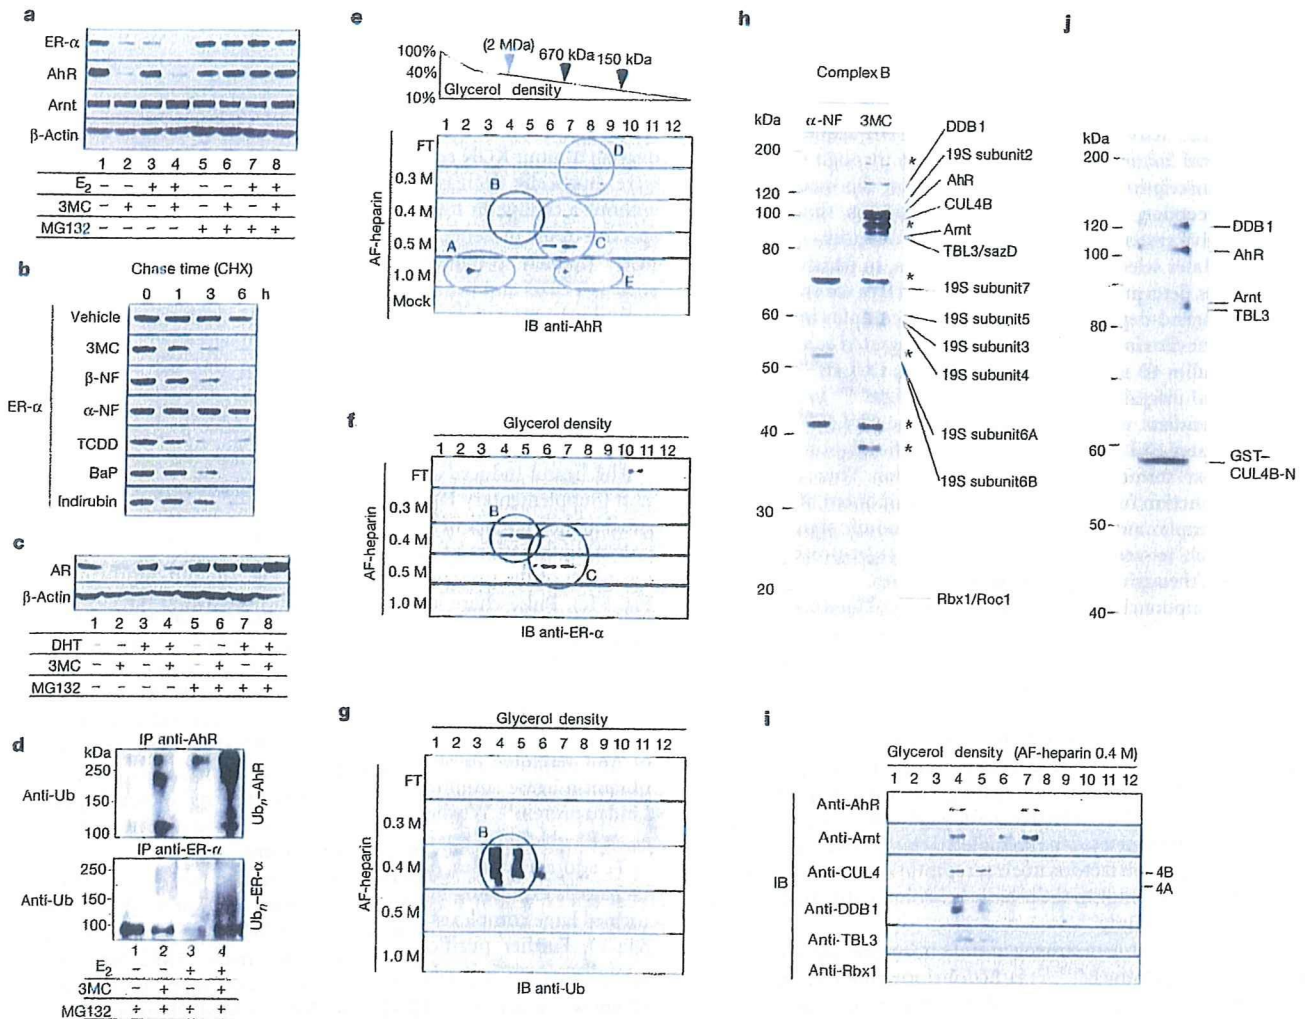 a
ER-α
AhR
Arnt
β-Actin
1 2 3 4 5 6 7 8
E2 – – + + – – + +
3MC – + – + – + – +
MG132 – – – – + + + +
b
Chase time (CHX)
0 1 3 6 h
Vehicle
3MC
β-NF
ER-α
α-NF
TCDD
BaP
Indirubin
c
AR
β-Actin
1 2 3 4 5 6 7 8
DHT – – + + – – + +
3MC – + – + – + – +
MG132 – – – – + + + +
d
IP anti-AhR
kDa
250
Anti-Ub
150
100
Ubn–AhR
IP anti-ER-α
250
Anti-Ub
150
100
Ubn–ER-α
1 2 3 4
E2 – – + +
3MC – + – +
MG132 + + + +
e
100%
40%
10%
(2 MDa)
670 kDa
150 kDa
Glycerol density
1 2 3 4 5 6 7 8 9 10 11 12
AF-heparin
FT
0.3 M
0.4 M
0.5 M
1.0 M
Mock
A
B
C
D
E
IB anti-AhR
f
Glycerol density
1 2 3 4 5 6 7 8 9 10 11 12
AF-heparin
FT
0.3 M
0.4 M
0.5 M
1.0 M
B
C
IB anti-ER-α
g
Glycerol density
1 2 3 4 5 6 7 8 9 10 11 12
AF-heparin
FT
0.3 M
0.4 M
0.5 M
1.0 M
B
IB anti-Ub
h
Complex B
kDa
α-NF 3MC
200
120
100
80
60
50
40
30
20
DDB1
19S subunit2
AhR
CUL4B
Arnt
TBL3/sazD
19S subunit7
19S subunit5
19S subunit3
19S subunit4
19S subunit6A
19S subunit6B
Rbx1/Roc1
*
*
*
*
*
*
i
Glycerol density (AF-heparin 0.4 M)
1 2 3 4 5 6 7 8 9 10 11 12
IB
Anti-AhR
Anti-Arnt
Anti-CUL4
4B
4A
Anti-DDB1
Anti-TBL3
Anti-Rbx1
j
kDa
200
120
100
80
60
50
40
DDB1
AhR
Arnt
TBL3
GST–
CUL4B-N